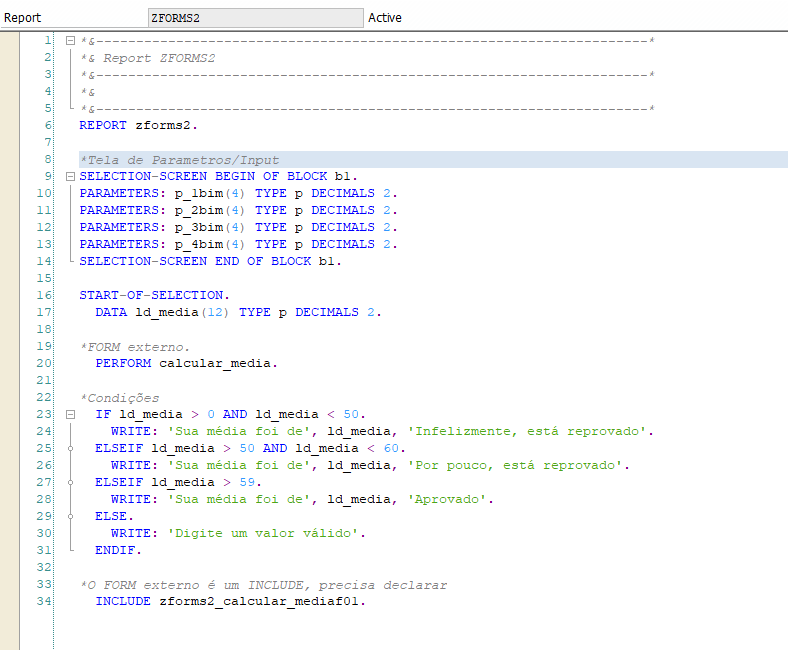 Report ZFORMS2 Active
1 *&---------------------------------------------------------------------*
2 *& Report ZFORMS2
3 *&---------------------------------------------------------------------*
4 *&
5 *&---------------------------------------------------------------------*
6 REPORT zforms2.
7
8 *Tela de Parametros/Input
9 SELECTION-SCREEN BEGIN OF BLOCK b1.
10 PARAMETERS: p_1bim(4) TYPE p DECIMALS 2.
11 PARAMETERS: p_2bim(4) TYPE p DECIMALS 2.
12 PARAMETERS: p_3bim(4) TYPE p DECIMALS 2.
13 PARAMETERS: p_4bim(4) TYPE p DECIMALS 2.
14 SELECTION-SCREEN END OF BLOCK b1.
15
16 START-OF-SELECTION.
17 DATA ld_media(12) TYPE p DECIMALS 2.
18
19 *FORM externo.
20 PERFORM calcular_media.
21
22 *Condições
23 IF ld_media > 0 AND ld_media < 50.
24 WRITE: 'Sua média foi de', ld_media, 'Infelizmente, está reprovado'.
25 ELSEIF ld_media > 50 AND ld_media < 60.
26 WRITE: 'Sua média foi de', ld_media, 'Por pouco, está reprovado'.
27 ELSEIF ld_media > 59.
28 WRITE: 'Sua média foi de', ld_media, 'Aprovado'.
29 ELSE.
30 WRITE: 'Digite um valor válido'.
31 ENDIF.
32
33 *O FORM externo é um INCLUDE, precisa declarar
34 INCLUDE zforms2_calcular_mediaf01.